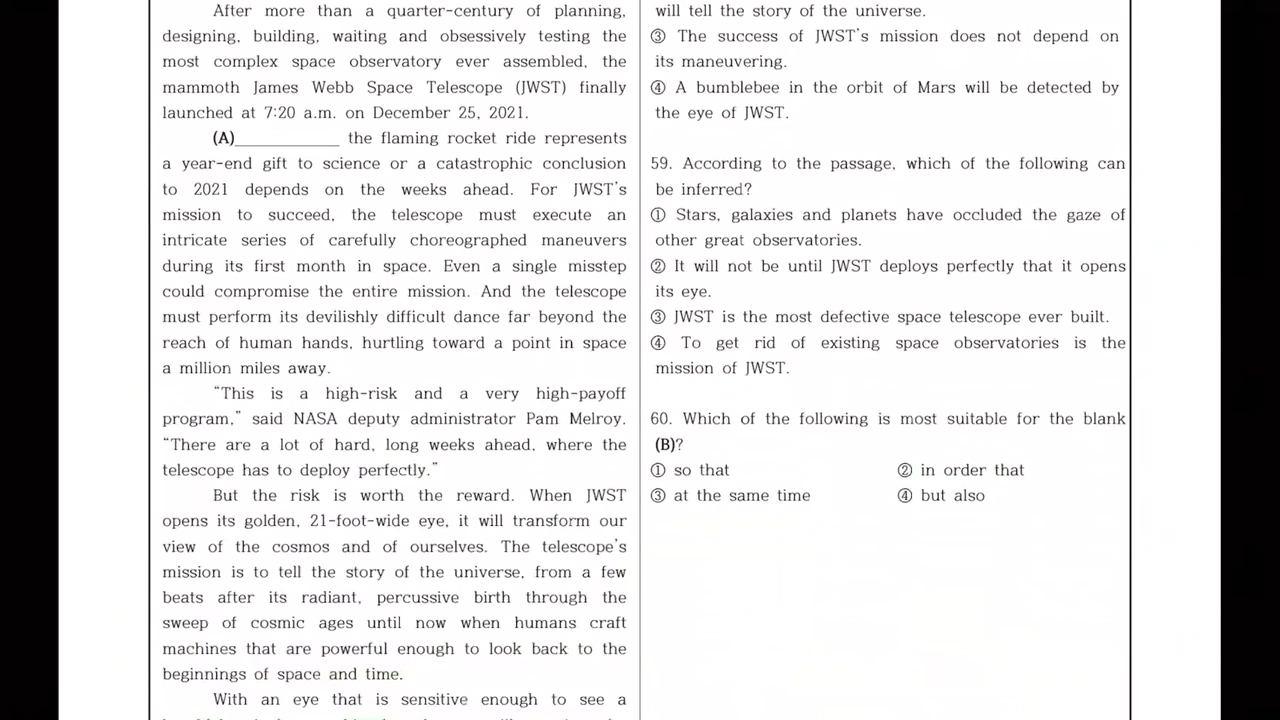 After more than a quarter-century of planning,
designing, building, waiting and obsessively testing the
most complex space observatory ever assembled, the
mammoth James Webb Space Telescope (JWST) finally
launched at 7:20 a.m. on December 25, 2021.
(A)____________ the flaming rocket ride represents
a year-end gift to science or a catastrophic conclusion
to 2021 depends on the weeks ahead. For JWST's
mission to succeed, the telescope must execute an
intricate series of carefully choreographed maneuvers
during its first month in space. Even a single misstep
could compromise the entire mission. And the telescope
must perform its devilishly difficult dance far beyond the
reach of human hands, hurtling toward a point in space
a million miles away.
"This is a high-risk and a very high-payoff
program," said NASA deputy administrator Pam Melroy.
"There are a lot of hard, long weeks ahead, where the
telescope has to deploy perfectly."
But the risk is worth the reward. When JWST
opens its golden, 21-foot-wide eye, it will transform our
view of the cosmos and of ourselves. The telescope's
mission is to tell the story of the universe, from a few
beats after its radiant, percussive birth through the
sweep of cosmic ages until now when humans craft
machines that are powerful enough to look back to the
beginnings of space and time.
With an eye that is sensitive enough to see a
will tell the story of the universe.
③ The success of JWST's mission does not depend on
its maneuvering.
④ A bumblebee in the orbit of Mars will be detected by
the eye of JWST.
59. According to the passage, which of the following can
be inferred?
① Stars, galaxies and planets have occluded the gaze of
other great observatories.
② It will not be until JWST deploys perfectly that it opens
its eye.
③ JWST is the most defective space telescope ever built.
④ To get rid of existing space observatories is the
mission of JWST.
60. Which of the following is most suitable for the blank
(B)?
① so that ② in order that
③ at the same time ④ but also